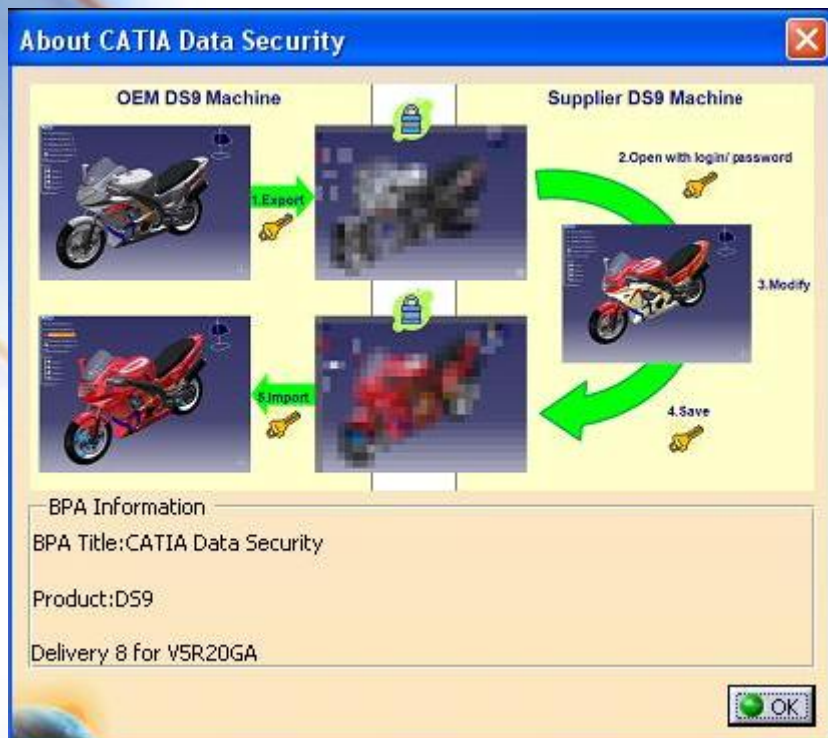 About CATIA Data Security
OEM DS9 Machine
Supplier DS9 Machine
1.Export
2.Open with login/ password
3.Modify
4.Save
5.Import
BPA Information
BPA Title:CATIA Data Security
Product:DS9
Delivery 8 for V5R20GA
OK